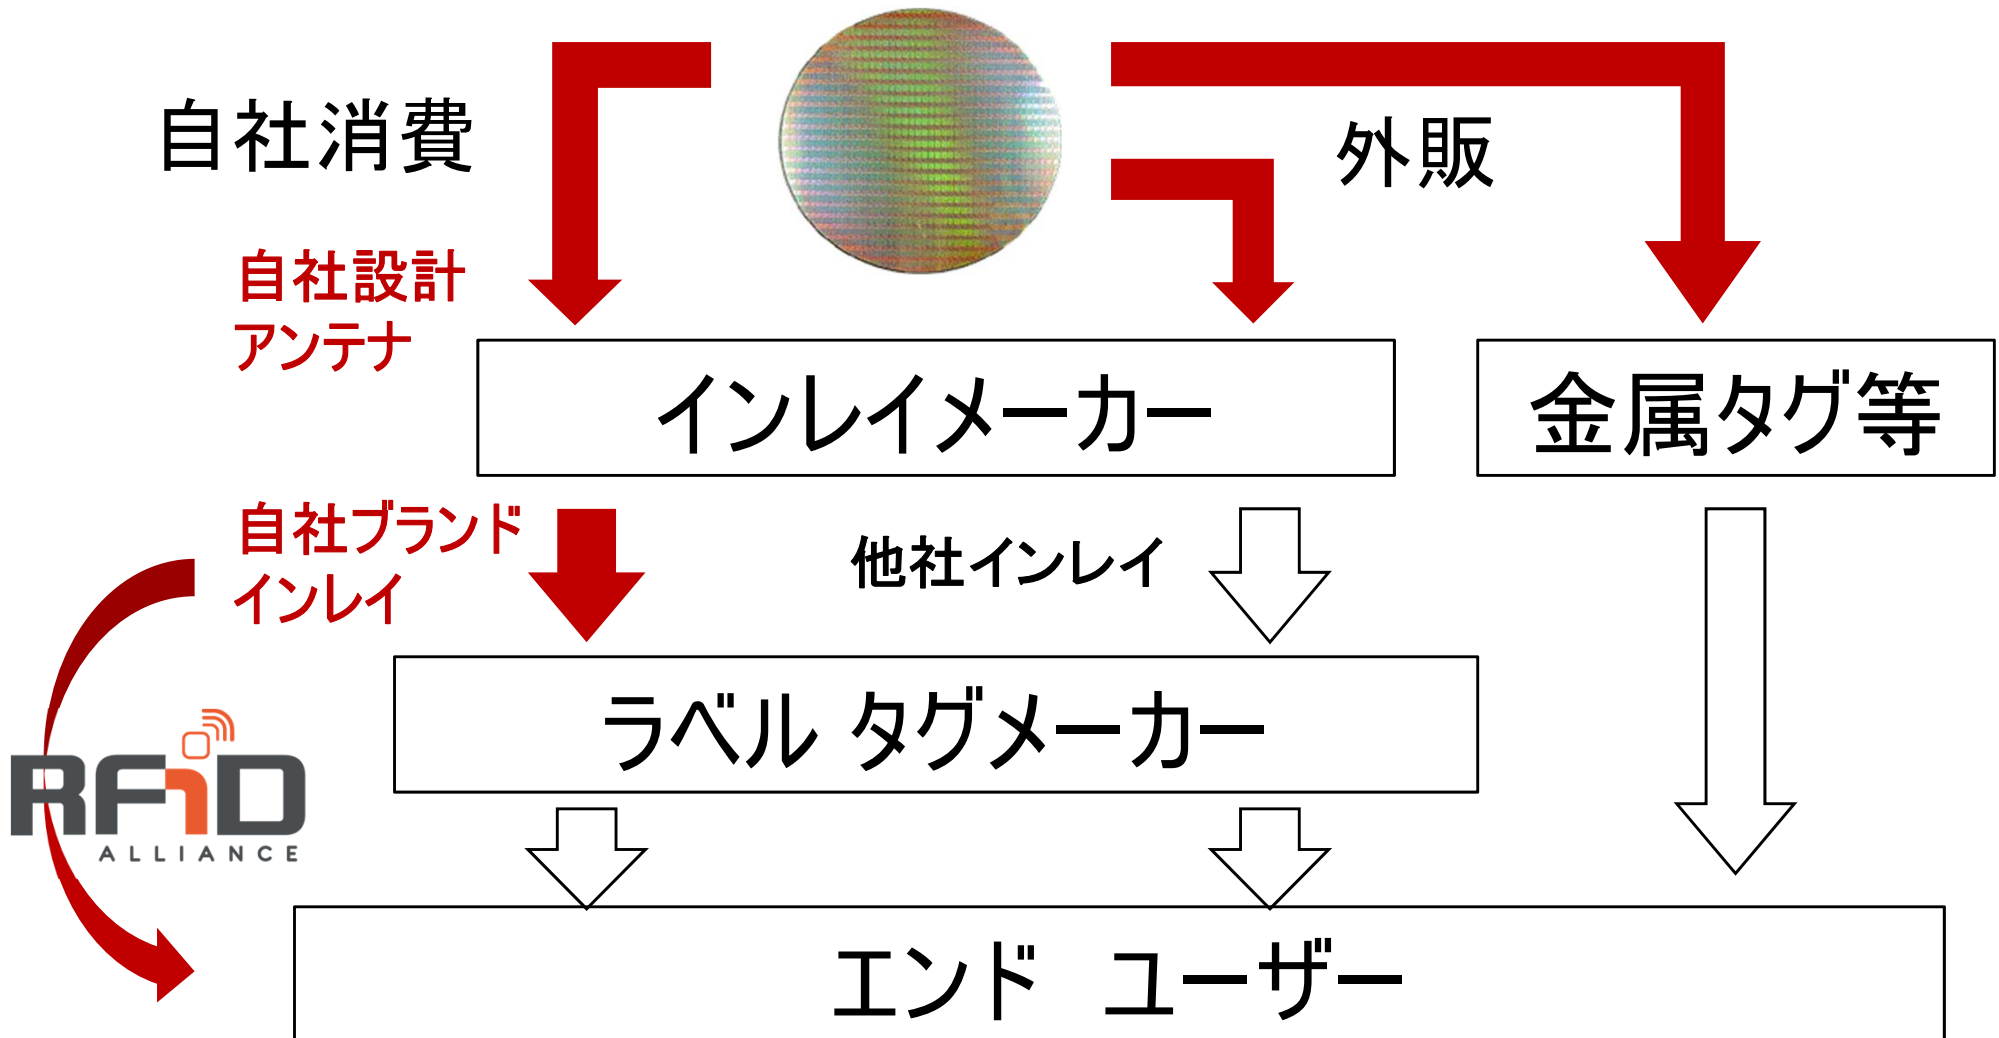 自社消費
外販
自社設計
アンテナ
インレイメーカー
金属タグ等
自社ブランド
インレイ
他社インレイ
ラベル タグメーカー
RFiD
ALLIANCE
エンド ユーザー